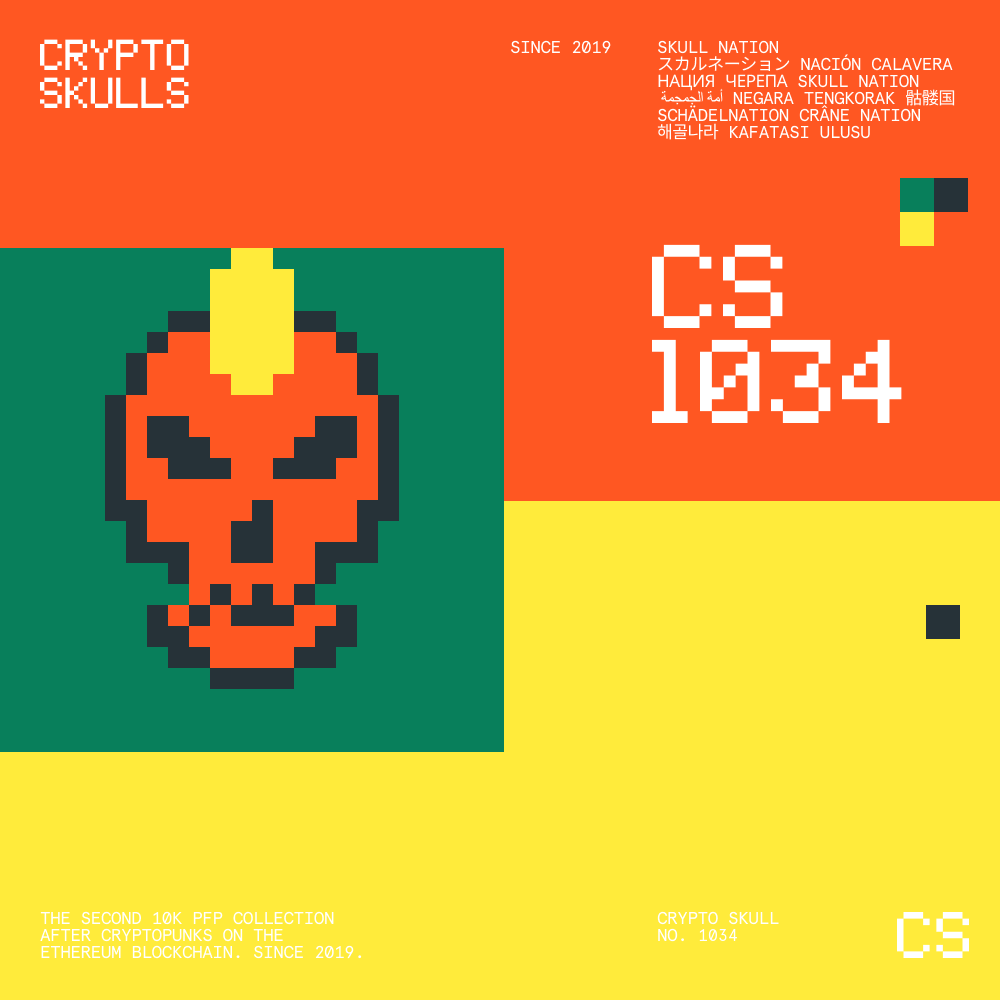 CRYPTO
SKULLS
SINCE 2019
SKULL NATION
スカルネーション NACIÓN CALAVERA
НАЦИЯ ЧЕРЕПА SKULL NATION
أمة الجمجمة NEGARA TENGKORAK 骷髅国
SCHÄDELNATION CRÂNE NATION
해골나라 KAFATASI ULUSU
CS
1034
THE SECOND 10K PFP COLLECTION
AFTER CRYPTOPUNKS ON THE
ETHEREUM BLOCKCHAIN. SINCE 2019.
CRYPTO SKULL
NO. 1034
CS